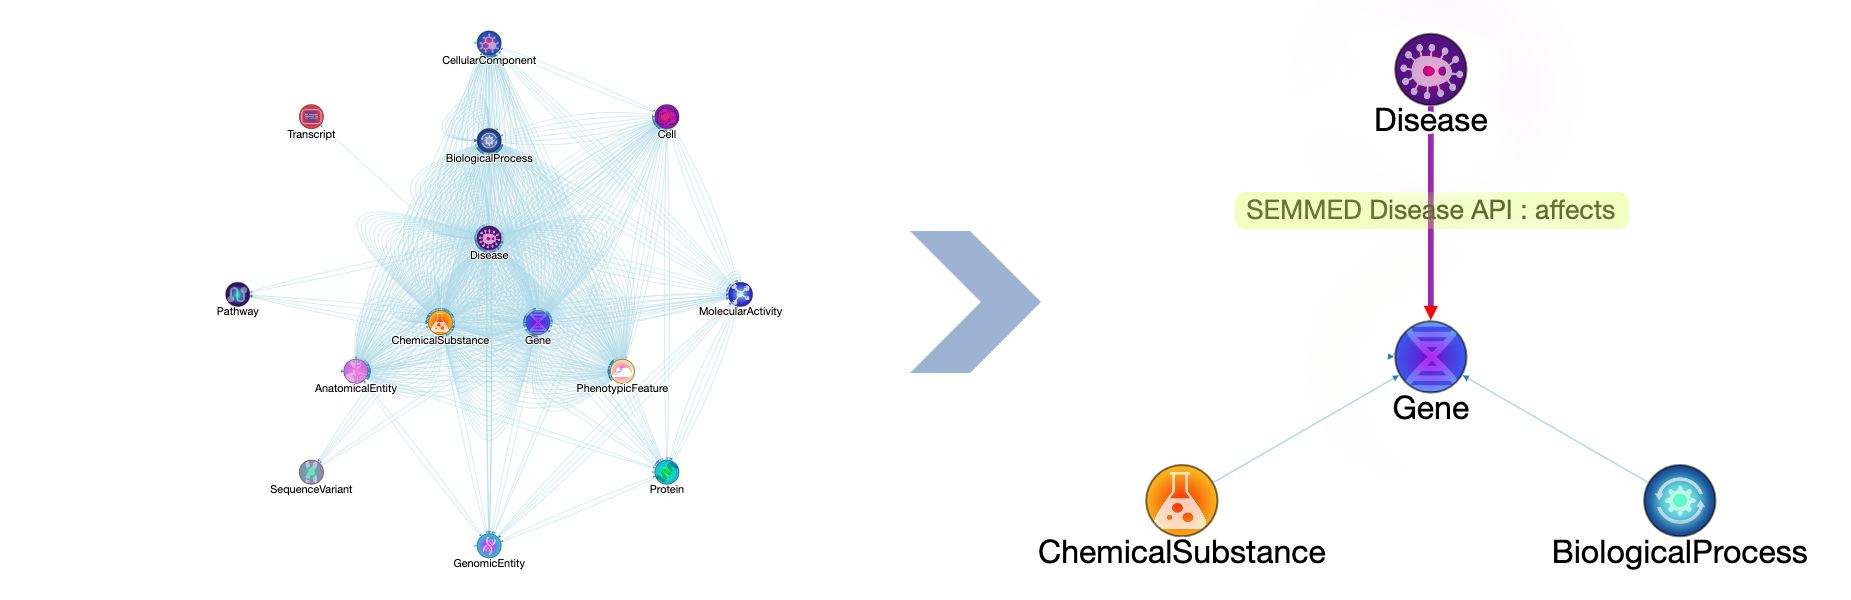 CellularComponent
Transcript
Cell
BiologicalProcess
Disease
Pathway
MolecularActivity
ChemicalSubstance
Gene
AnatomicalEntity
PhenotypicFeature
SequenceVariant
Protein
GenomicEntity
Disease
SEMMED Disease API : affects
Gene
ChemicalSubstance
BiologicalProcess